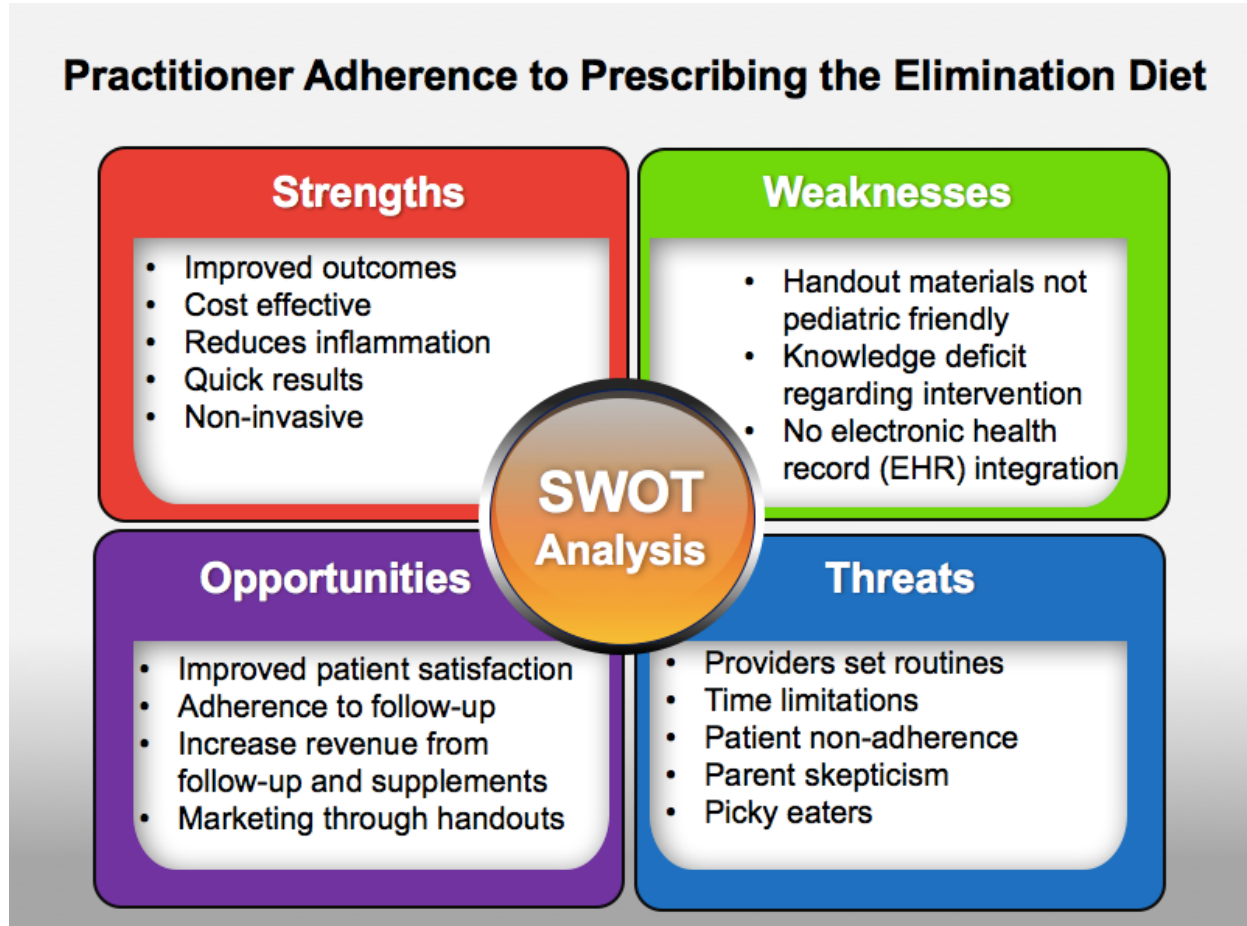 Practitioner Adherence to Prescribing the Elimination Diet
Strengths
• Improved outcomes
• Cost effective
• Reduces inflammation
• Quick results
• Non-invasive
Weaknesses
• Handout materials not
pediatric friendly
• Knowledge deficit
regarding intervention
• No electronic health
record (EHR) integration
SWOT
Analysis
Opportunities
• Improved patient satisfaction
• Adherence to follow-up
• Increase revenue from
follow-up and supplements
• Marketing through handouts
Threats
• Providers set routines
• Time limitations
• Patient non-adherence
• Parent skepticism
• Picky eaters